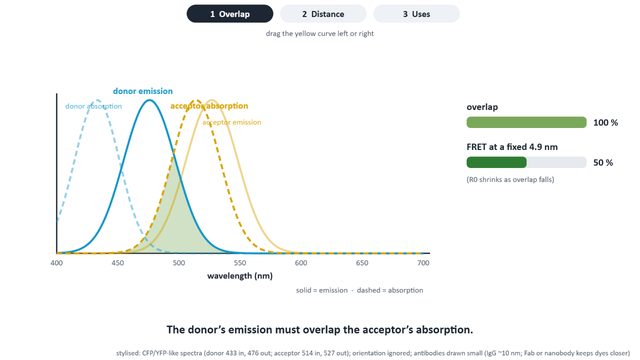 1 Overlap
2 Distance
3 Uses
drag the yellow curve left or right
donor emission
donor absorption
acceptor absorption
acceptor emission
overlap
100 %
FRET at a fixed 4.9 nm
50 %
(R0 shrinks as overlap falls)
400 450 500 550 600 650 700
wavelength (nm)
solid = emission · dashed = absorption
The donor’s emission must overlap the acceptor’s absorption.
stylised: CFP/YFP-like spectra (donor 433 in, 476 out; acceptor 514 in, 527 out); orientation ignored; antibodies drawn small (IgG ~10 nm; Fab or nanobody keeps dyes closer)